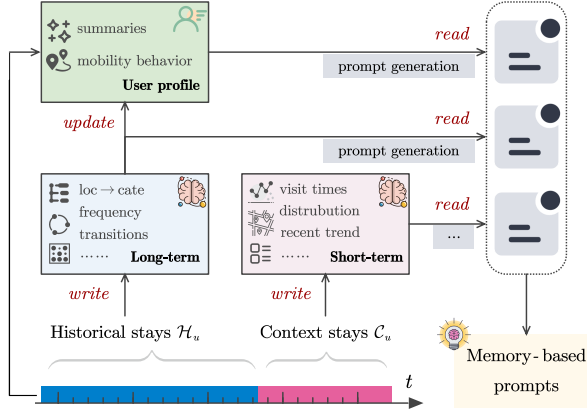 summaries
mobility behavior
User profile
read
prompt generation
update
read
prompt generation
loc → cate
frequency
transitions
......
Long-term
visit times
distrubution
recent trend
......
Short-term
read
...
write
write
Historical stays ℋᵤ
Context stays 𝒞ᵤ
t
Memory-based
prompts